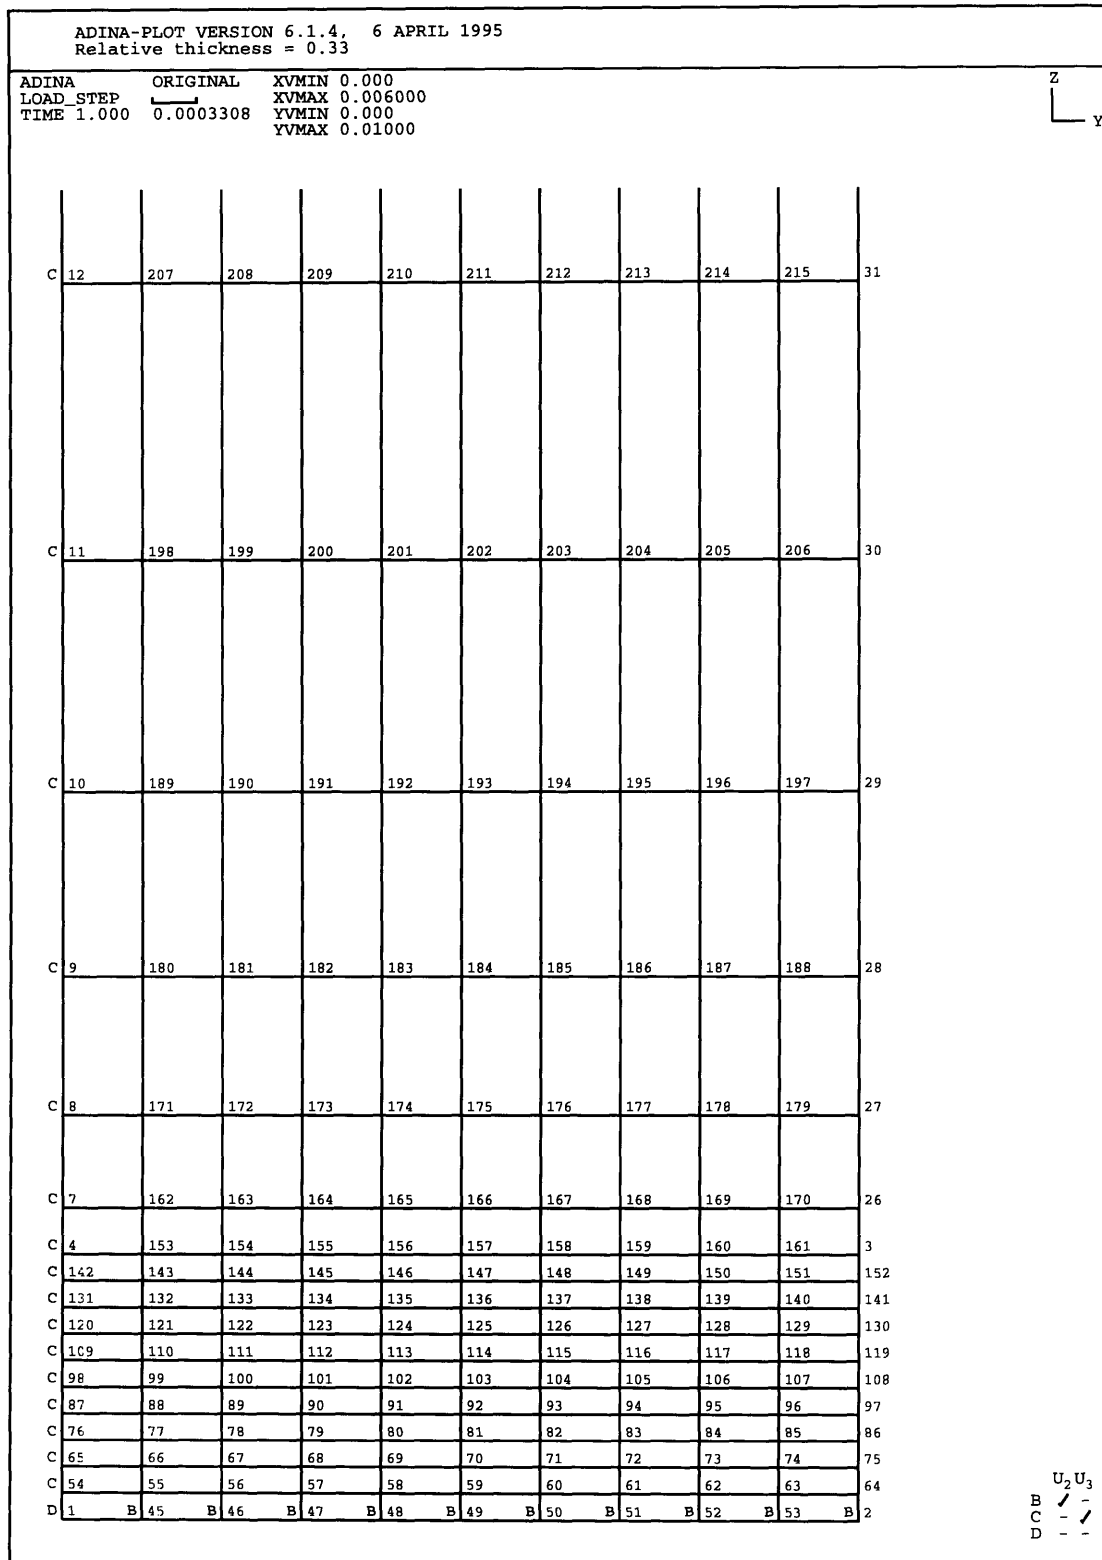 ADINA-PLOT VERSION 6.1.4, 6 APRIL 1995
Relative thickness = 0.33
ADINA ORIGINAL XVMIN 0.000
LOAD_STEP XVMAX 0.006000
TIME 1.000 0.0003308 YVMIN 0.000
YVMAX 0.01000
Z
Y
C 12 207 208 209 210 211 212 213 214 215 31
C 11 198 199 200 201 202 203 204 205 206 30
C 10 189 190 191 192 193 194 195 196 197 29
C 9 180 181 182 183 184 185 186 187 188 28
C 8 171 172 173 174 175 176 177 178 179 27
C 7 162 163 164 165 166 167 168 169 170 26
C 4 153 154 155 156 157 158 159 160 161 3
C 142 143 144 145 146 147 148 149 150 151 152
C 131 132 133 134 135 136 137 138 139 140 141
C 120 121 122 123 124 125 126 127 128 129 130
C 109 110 111 112 113 114 115 116 117 118 119
C 98 99 100 101 102 103 104 105 106 107 108
C 87 88 89 90 91 92 93 94 95 96 97
C 76 77 78 79 80 81 82 83 84 85 86
C 65 66 67 68 69 70 71 72 73 74 75
C 54 55 56 57 58 59 60 61 62 63 64
D 1 B 45 B 46 B 47 B 48 B 49 B 50 B 51 B 52 B 53 B 2
U₂ U₃
B ✓ -
C - ✓
D - -